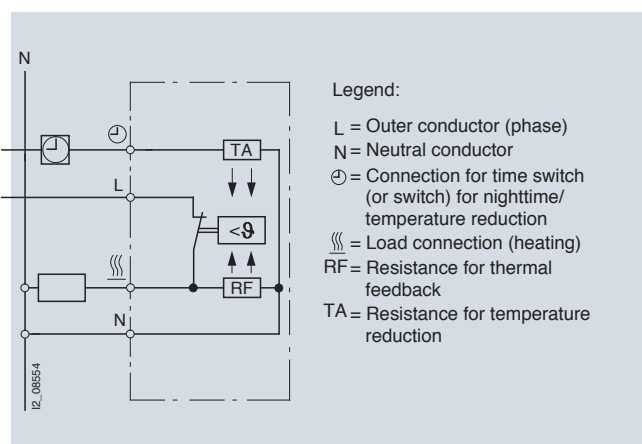 N
TA
L
<ϑ
RF
N
I2_08554
Legend:
L = Outer conductor (phase)
N = Neutral conductor
= Connection for time switch
(or switch) for nighttime/
temperature reduction
= Load connection (heating)
RF = Resistance for thermal
feedback
TA = Resistance for temperature
reduction